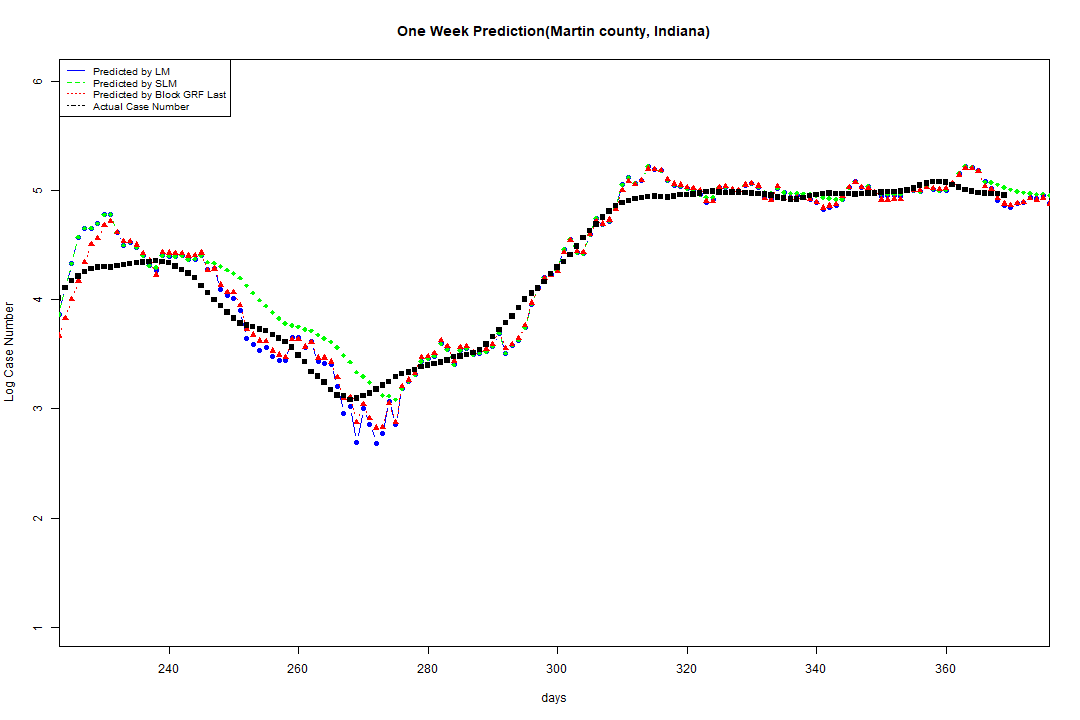 One Week Prediction(Martin county, Indiana)
Predicted by LM
Predicted by SLM
Predicted by Block GRF Last
Actual Case Number
6
5
4
3
2
1
Log Case Number
240 260 280 300 320 340 360
days